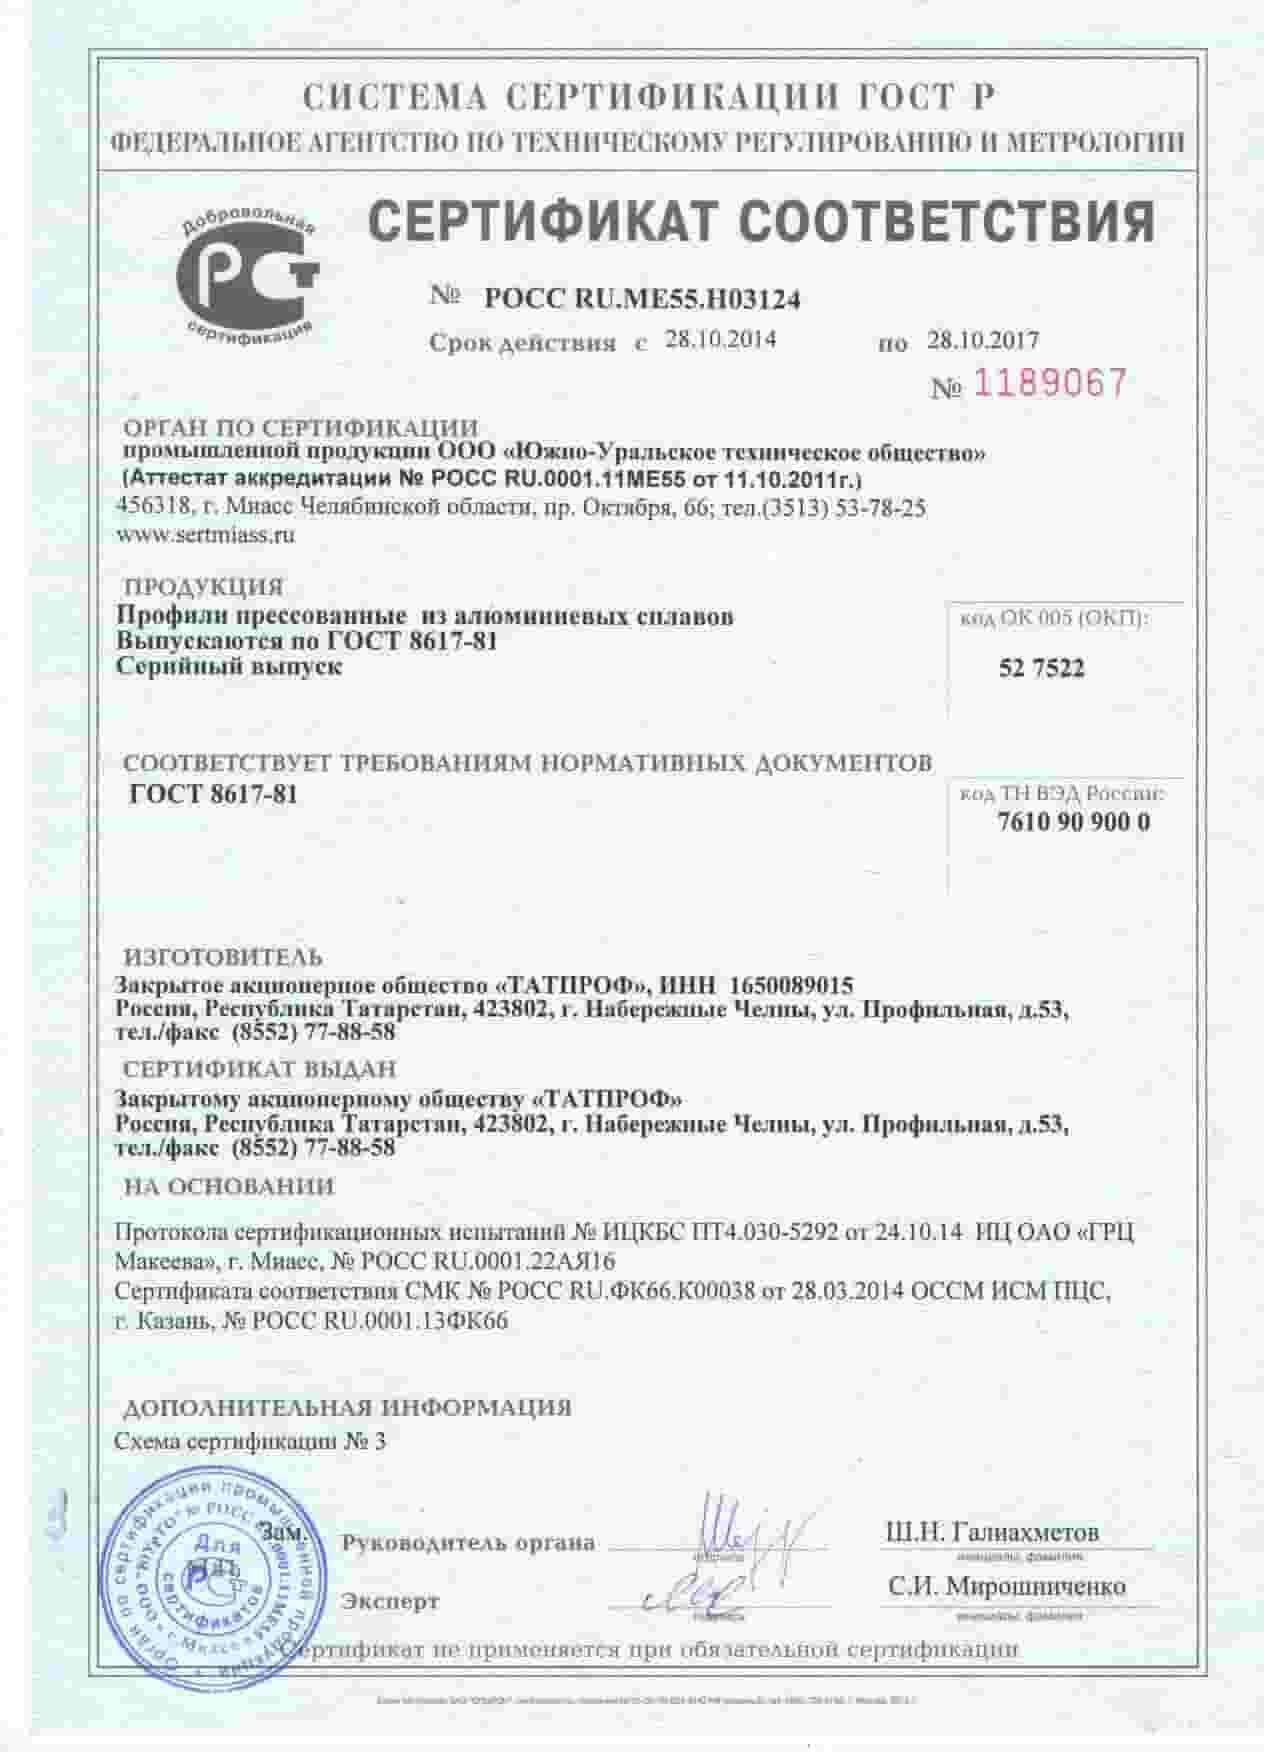 СИСТЕМА СЕРТИФИКАЦИИ ГОСТ Р
ФЕДЕРАЛЬНОЕ АГЕНТСТВО ПО ТЕХНИЧЕСКОМУ РЕГУЛИРОВАНИЮ И МЕТРОЛОГИИ
Добровольная
РСТ
сертификация
СЕРТИФИКАТ СООТВЕТСТВИЯ
№ РОСС RU.МЕ55.Н03124
Срок действия с 28.10.2014 по 28.10.2017
№ 1189067
ОРГАН ПО СЕРТИФИКАЦИИ
промышленной продукции ООО «Южно-Уральское техническое общество»
(Аттестат аккредитации № РОСС RU.0001.11МЕ55 от 11.10.2011г.)
456318, г. Миасс Челябинской области, пр. Октября, 66; тел.(3513) 53-78-25
www.sertmiass.ru
ПРОДУКЦИЯ
Профили прессованные из алюминиевых сплавов
Выпускаются по ГОСТ 8617-81
Серийный выпуск
код ОК 005 (ОКП):
52 7522
СООТВЕТСТВУЕТ ТРЕБОВАНИЯМ НОРМАТИВНЫХ ДОКУМЕНТОВ
ГОСТ 8617-81
код ТН ВЭД России:
7610 90 900 0
ИЗГОТОВИТЕЛЬ
Закрытое акционерное общество «ТАТПРОФ», ИНН 1650089015
Россия, Республика Татарстан, 423802, г. Набережные Челны, ул. Профильная, д.53,
тел./факс (8552) 77-88-58
СЕРТИФИКАТ ВЫДАН
Закрытому акционерному обществу «ТАТПРОФ»
Россия, Республика Татарстан, 423802, г. Набережные Челны, ул. Профильная, д.53,
тел./факс (8552) 77-88-58
НА ОСНОВАНИИ
Протокола сертификационных испытаний № ИЦКБС ПТ4.030-5292 от 24.10.14 ИЦ ОАО «ГРЦ
Макеева», г. Миасс, № РОСС RU.0001.22АЯ16
Сертификата соответствия СМК № РОСС RU.ФК66.К00038 от 28.03.2014 ОССМ ИСМ ПЦС,
г. Казань, № РОСС RU.0001.13ФК66
ДОПОЛНИТЕЛЬНАЯ ИНФОРМАЦИЯ
Схема сертификации № 3
Орган по сертификации промышленной продукции
Для
сертификатов
г. Миасс
Зам. Руководитель органа
подпись
Ш.Н. Галиахметов
инициалы, фамилия
Эксперт
подпись
С.И. Мирошниченко
инициалы, фамилия
Сертификат не применяется при обязательной сертификации